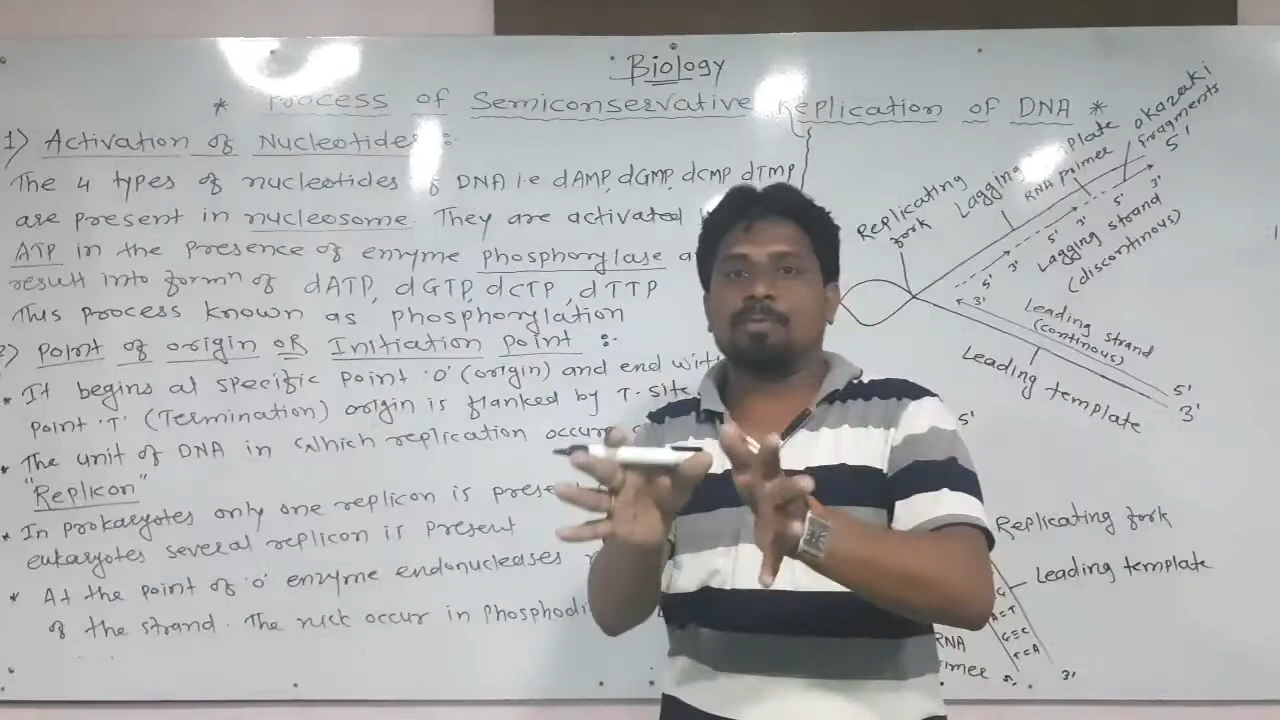 Biology
* Process of Semiconservative Replication of DNA *
1) Activation of Nucleotides :-
The 4 types of nucleotides of DNA i.e dAMP, dGMP, dCMP dTMP
are present in nucleosome. They are activated
ATP in the presence of enzyme phosphorylase
result into formn of dATP, dGTP, dCTP, dTTP
This process known as phosphorylation
2) Point of origin OR Initiation point :-
* It begins at specific point 'O' (origin) and end with
point 'T' (Termination) origin is flanked by T-site
* The unit of DNA in which replication occurs
"Replicon"
* In prokaryotes only one replicon is present
eukaryotes several replicon is present
* At the point of 'O' enzyme endonucleases
of the strand. The nick occur in
Replicating fork
Lagging template
RNA primer
okazaki fragments
5'
3'
5'
3'
5'
3'
5'
Lagging strand
(discontinous)
3'
Leading strand
(continous)
5'
3'
Leading template
5'
Replicating fork
Leading template
RNA
3'